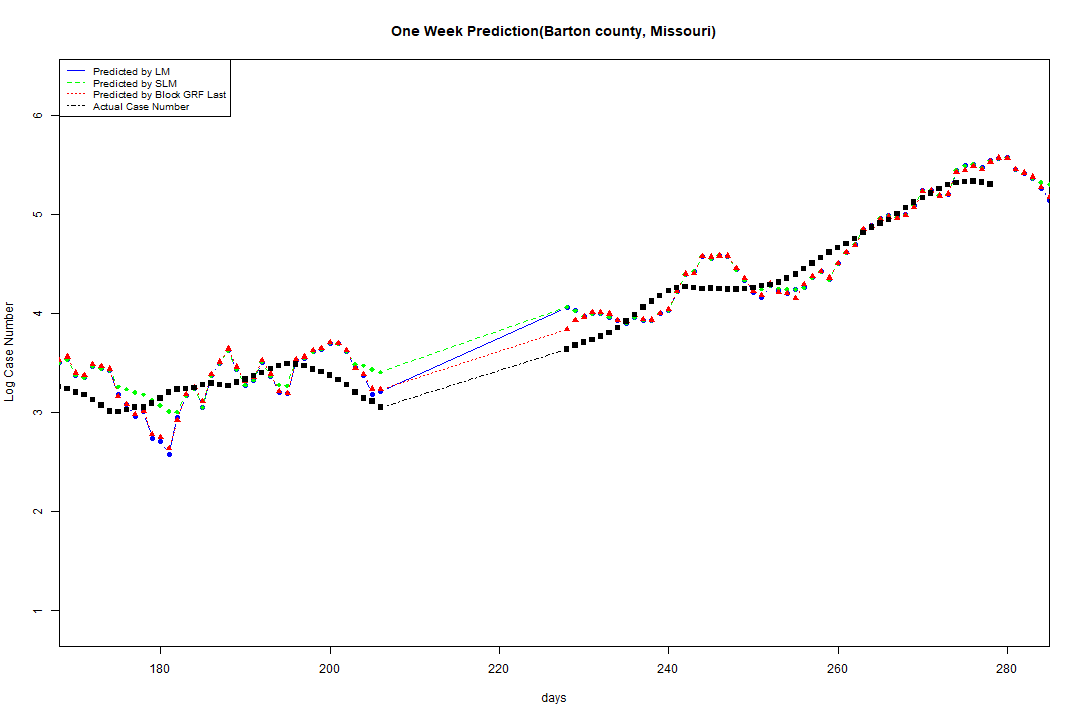 One Week Prediction(Barton county, Missouri)
Predicted by LM
Predicted by SLM
Predicted by Block GRF Last
Actual Case Number
6
5
4
3
2
1
Log Case Number
180 200 220 240 260 280
days